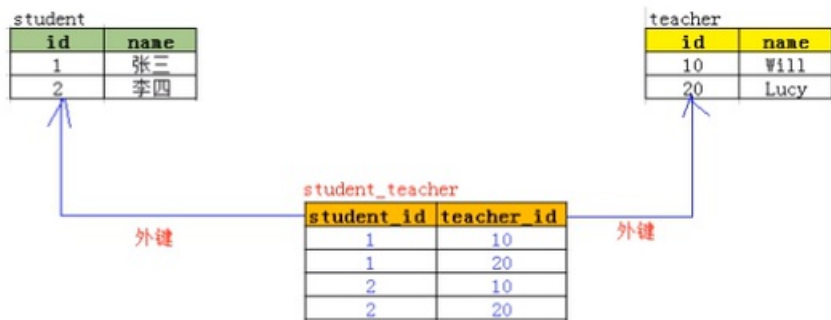 student
id name
1 张三
2 李四
teacher
id name
10 Will
20 Lucy
student_teacher
student_id teacher_id
1 10
1 20
2 10
2 20
外键
外键